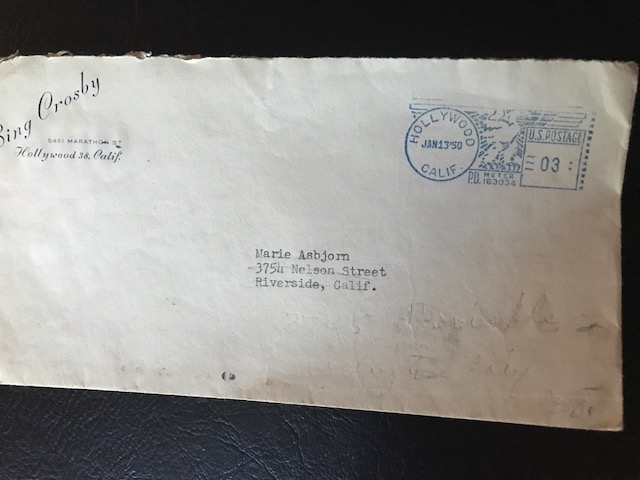 Bing Crosby
5451 MARATHON ST
Hollywood 38, Calif.
HOLLYWOOD
JAN 13 '50
CALIF.
P.B. METER
163034
U.S. POSTAGE
03
Marie Asbjorn
3754 Nelson Street
Riverside, Calif.